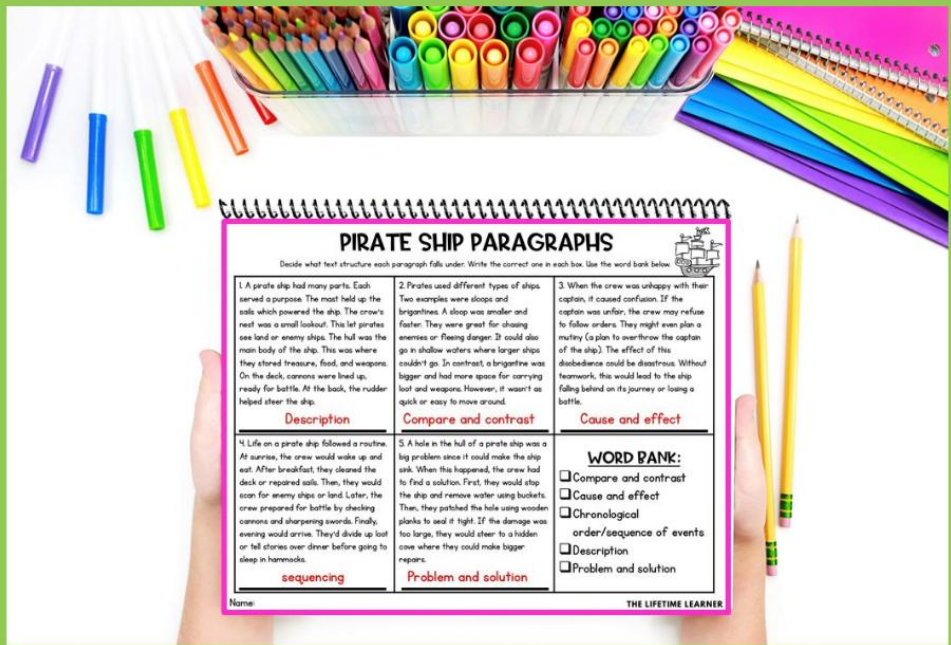 PIRATE SHIP PARAGRAPHS
Decide what text structure each paragraph falls under. Write the correct one in each box. Use the word bank below.
1. A pirate ship had many parts. Each
served a purpose. The mast held up the
sails which powered the ship. The crow's
nest was a small lookout. This let pirates
see land or enemy ships. The hull was the
main body of the ship. This was where
they stored treasure, food, and weapons.
On the deck, cannons were lined up,
ready for battle. At the back, the rudder
helped steer the ship.
Description
2. Pirates used different types of ships.
Two examples were sloops and
brigantines. A sloop was smaller and
faster. They were great for chasing
enemies or fleeing danger. It could also
go in shallow waters where larger ships
couldn't go. In contrast, a brigantine was
bigger and had more space for carrying
loot and weapons. However, it wasn't as
quick or easy to move around.
Compare and contrast
3. When the crew was unhappy with their
captain, it caused confusion. If the
captain was unfair, the crew may refuse
to follow orders. They might even plan a
mutiny (a plan to overthrow the captain
of the ship). The effect of this
disobedience could be disastrous. Without
teamwork, this would lead to the ship
falling behind on its journey or losing a
battle.
Cause and effect
4. Life on a pirate ship followed a routine.
At sunrise, the crew would wake up and
eat. After breakfast, they cleaned the
deck or repaired sails. Then, they would
scan for enemy ships or land. Later, the
crew prepared for battle by checking
cannons and sharpening swords. Finally,
evening would arrive. They'd divide up loot
or tell stories over dinner before going to
sleep in hammocks.
sequencing
5. A hole in the hull of a pirate ship was a
big problem since it could make the ship
sink. When this happened, the crew had
to find a solution. First, they would stop
the ship and remove water using buckets.
Then, they patched the hole using wooden
planks to seal it tight. If the damage was
too large, they would steer to a hidden
cove where they could make bigger
repairs.
Problem and solution
WORD BANK:
Compare and contrast
Cause and effect
Chronological
order/sequence of events
Description
Problem and solution
Name:
THE LIFETIME LEARNER